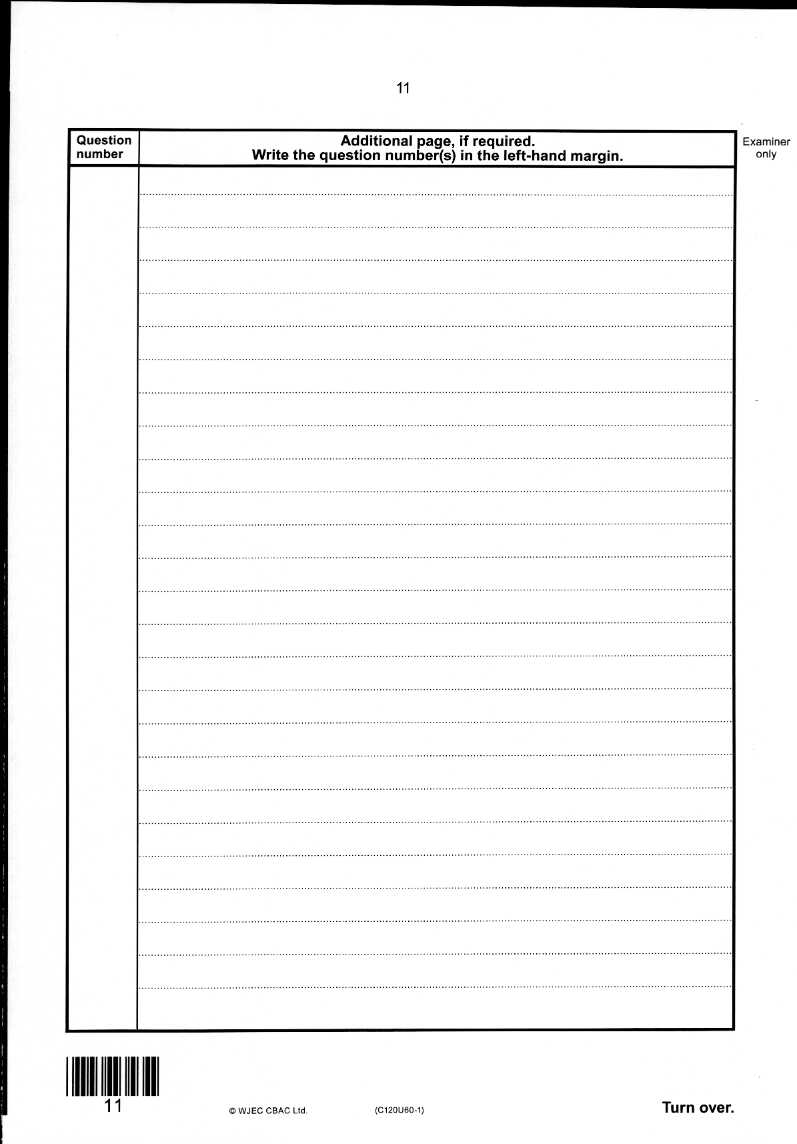 11
Question number
Additional page, if required.
Write the question number(s) in the left-hand margin.
Examiner only
11
© WJEC CBAC Ltd.
(C120U60-1)
Turn over.